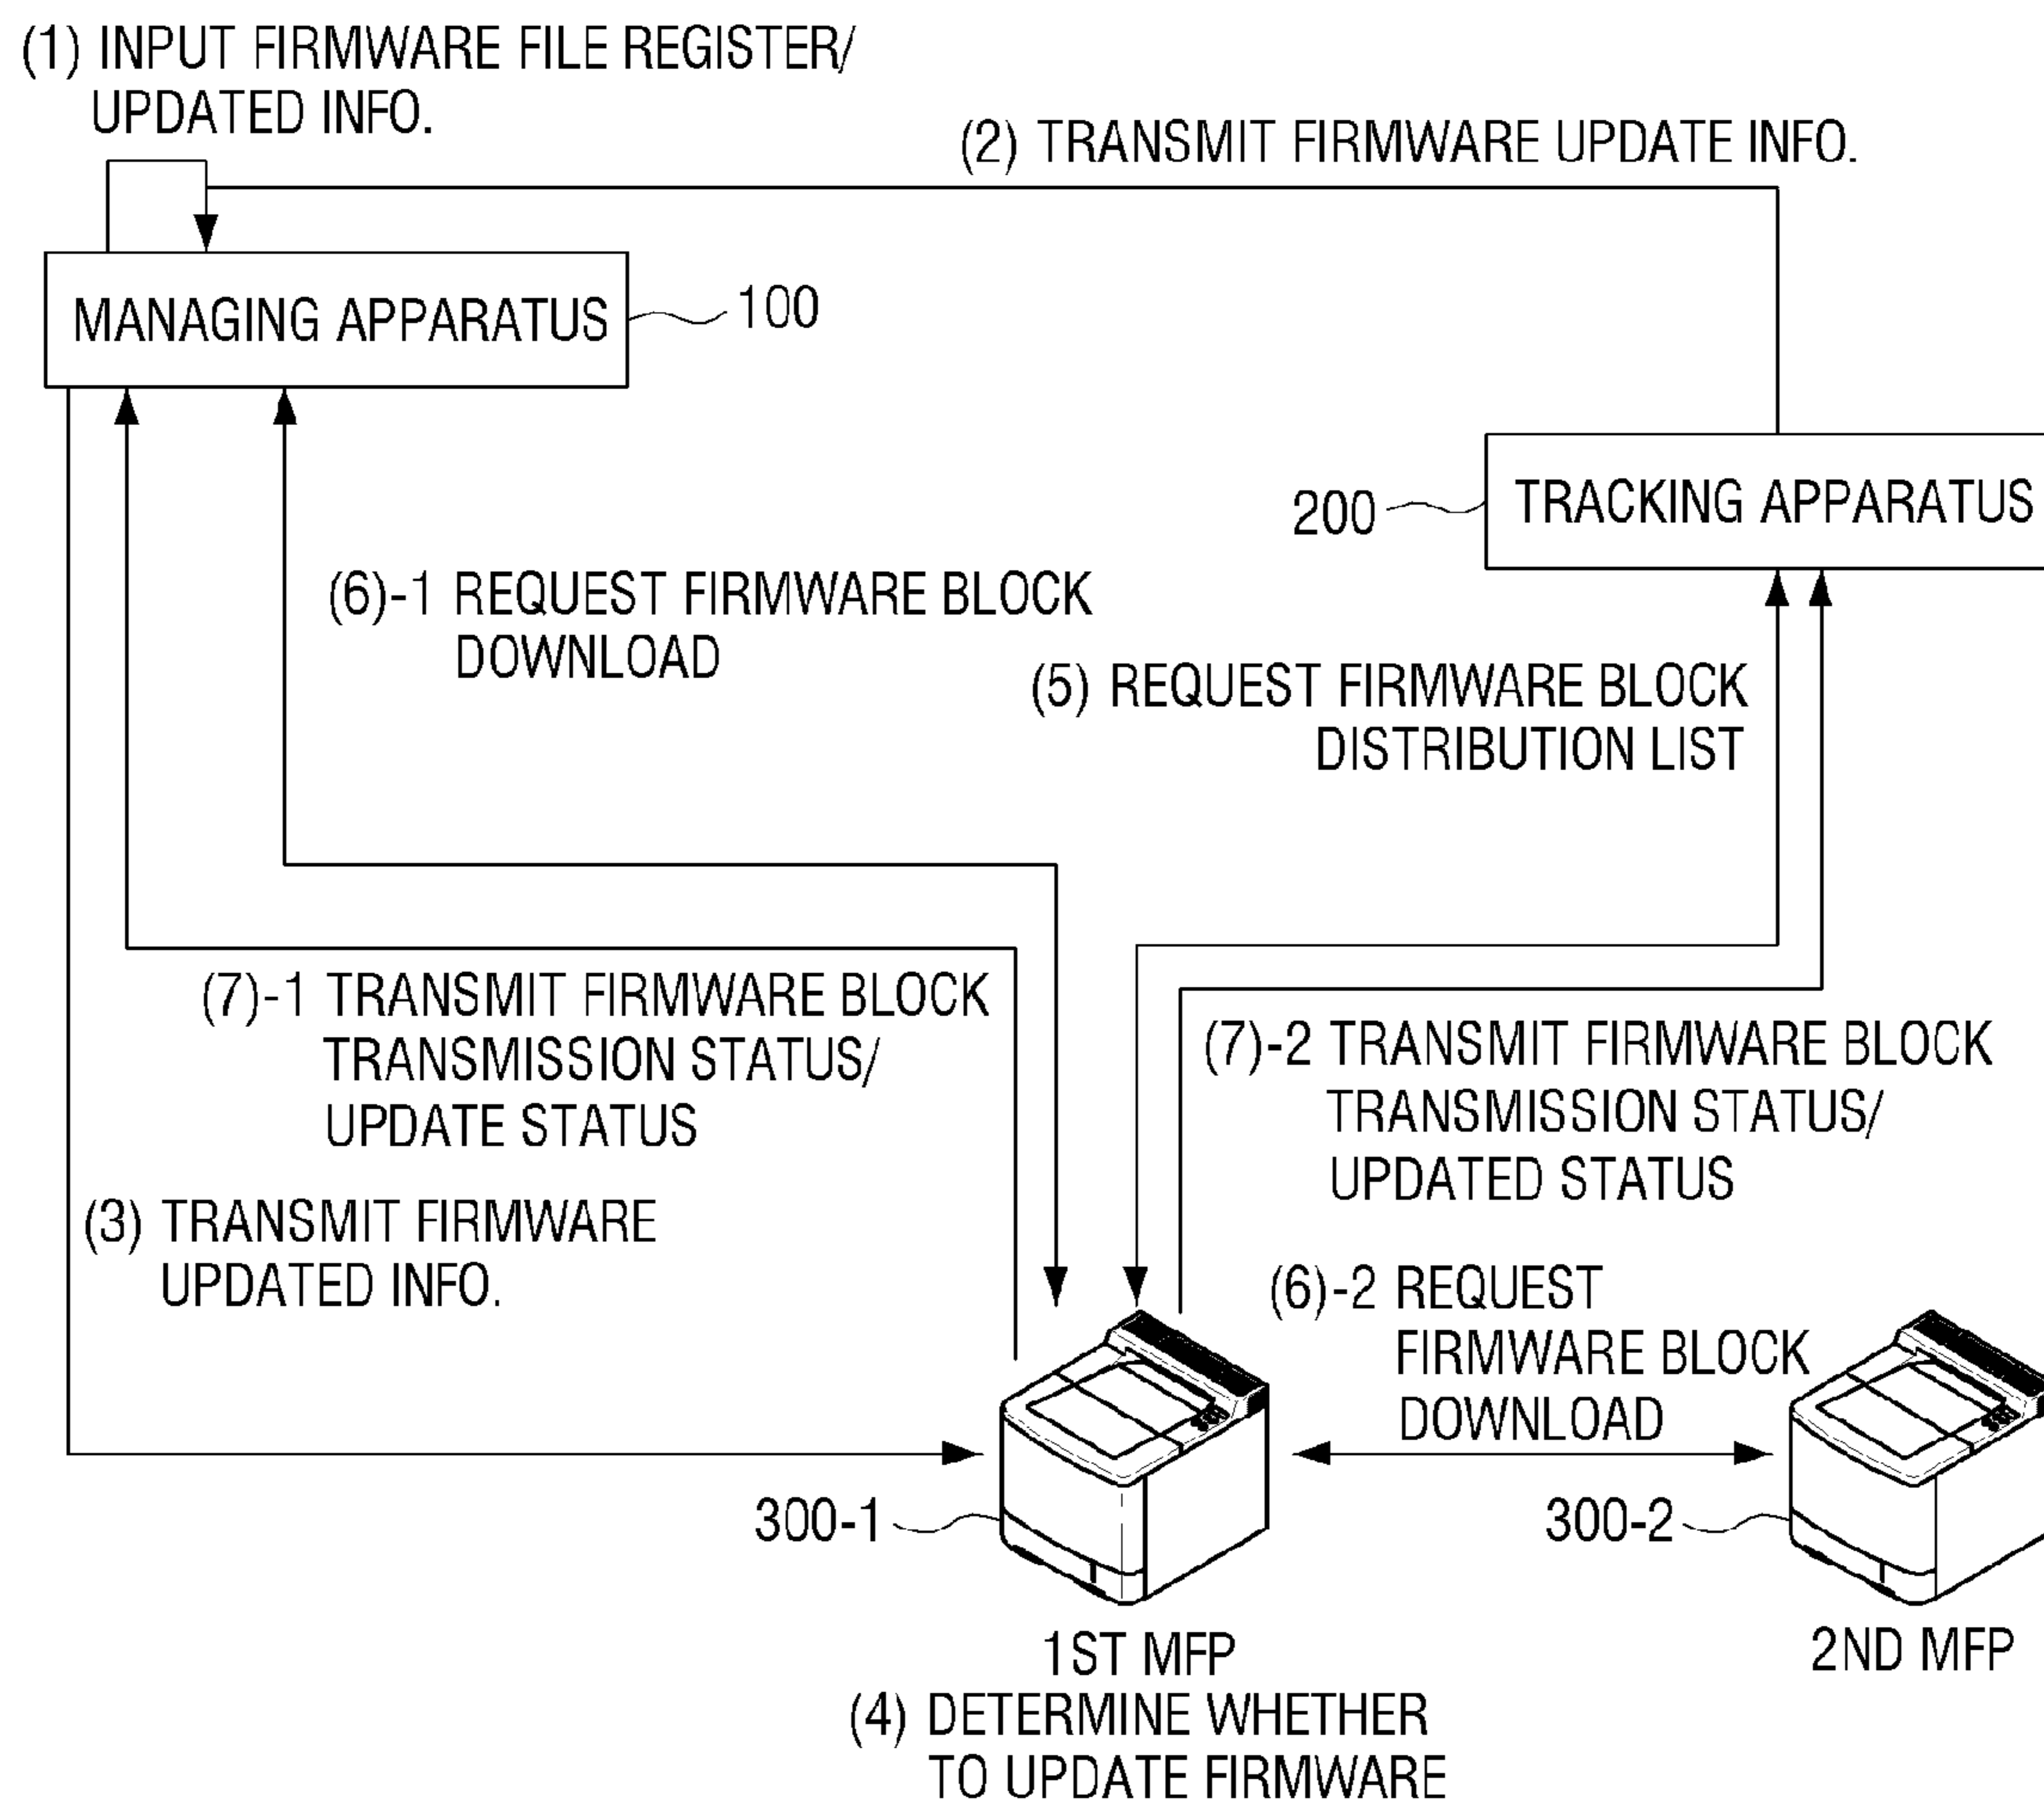 (1) INPUT FIRMWARE FILE REGISTER/
UPDATED INFO.
(2) TRANSMIT FIRMWARE UPDATE INFO.
MANAGING APPARATUS
100
TRACKING APPARATUS
200
(6)-1 REQUEST FIRMWARE BLOCK
DOWNLOAD
(5) REQUEST FIRMWARE BLOCK
DISTRIBUTION LIST
(7)-1 TRANSMIT FIRMWARE BLOCK
TRANSMISSION STATUS/
UPDATE STATUS
(7)-2 TRANSMIT FIRMWARE BLOCK
TRANSMISSION STATUS/
UPDATED STATUS
(3) TRANSMIT FIRMWARE
UPDATED INFO.
(6)-2 REQUEST
FIRMWARE BLOCK
DOWNLOAD
300-1
300-2
1ST MFP
2ND MFP
(4) DETERMINE WHETHER
TO UPDATE FIRMWARE